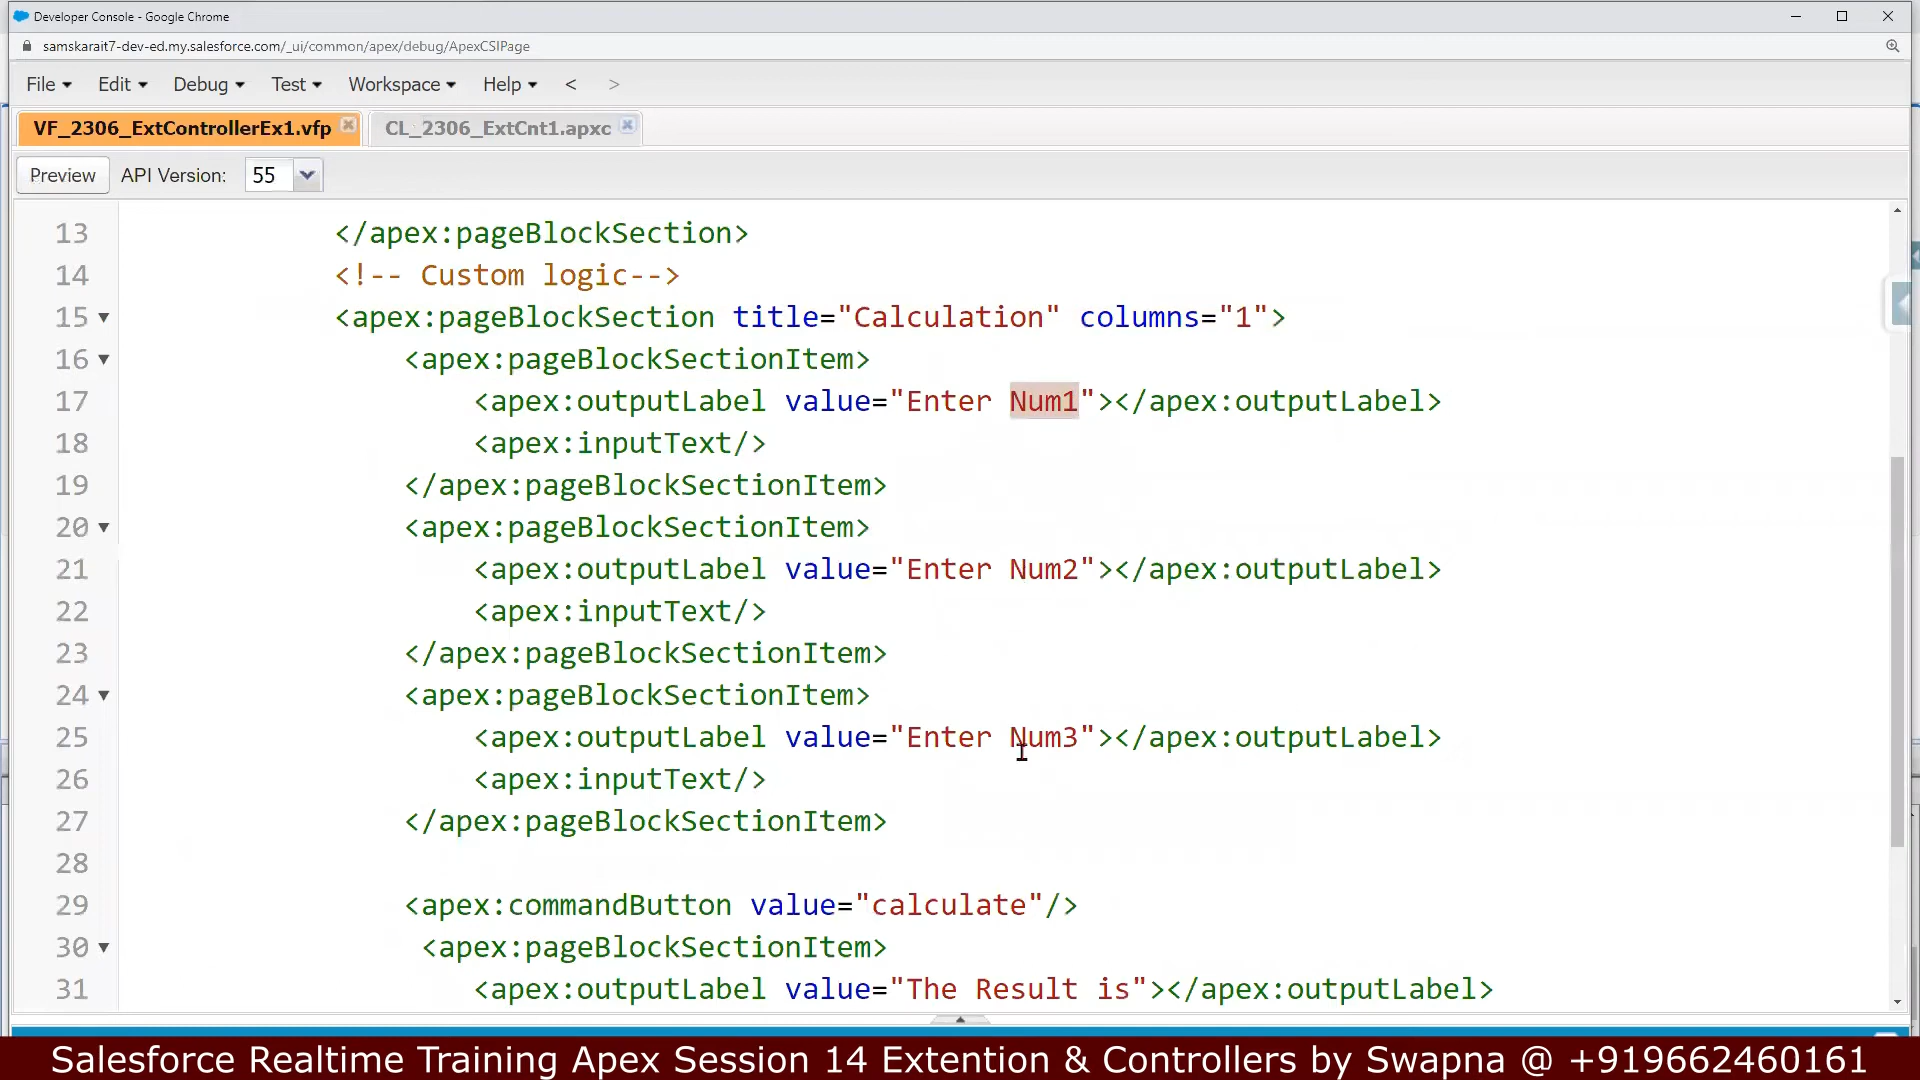 Developer Console - Google Chrome
samskarait7-dev-ed.my.salesforce.com/_ui/common/apex/debug/ApexCSIPage
File Edit Debug Test Workspace Help < >
VF_2306_ExtControllerEx1.vfp CL_2306_ExtCnt1.apxc
Preview API Version: 55
13 </apex:pageBlockSection>
14 <!-- Custom logic-->
15 <apex:pageBlockSection title="Calculation" columns="1">
16 <apex:pageBlockSectionItem>
17 <apex:outputLabel value="Enter Num1"></apex:outputLabel>
18 <apex:inputText/>
19 </apex:pageBlockSectionItem>
20 <apex:pageBlockSectionItem>
21 <apex:outputLabel value="Enter Num2"></apex:outputLabel>
22 <apex:inputText/>
23 </apex:pageBlockSectionItem>
24 <apex:pageBlockSectionItem>
25 <apex:outputLabel value="Enter Num3"></apex:outputLabel>
26 <apex:inputText/>
27 </apex:pageBlockSectionItem>
28
29 <apex:commandButton value="calculate"/>
30 <apex:pageBlockSectionItem>
31 <apex:outputLabel value="The Result is"></apex:outputLabel>
Salesforce Realtime Training Apex Session 14 Extention & Controllers by Swapna @ +919662460161